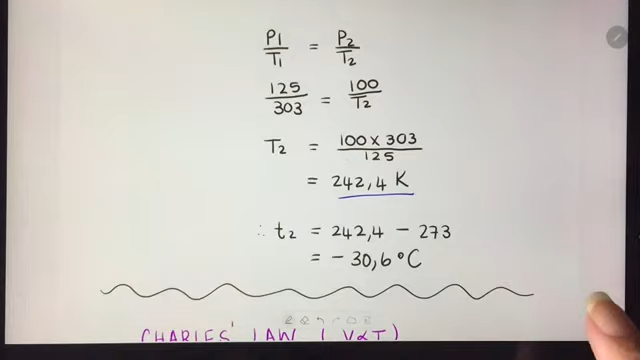 P1/T1 = P2/T2
125/303 = 100/T2
T2 = 100 x 303/125
= 242,4 K
∴ t2 = 242,4 - 273
= - 30,6°C
CHARLES' LAW ( V∝T)